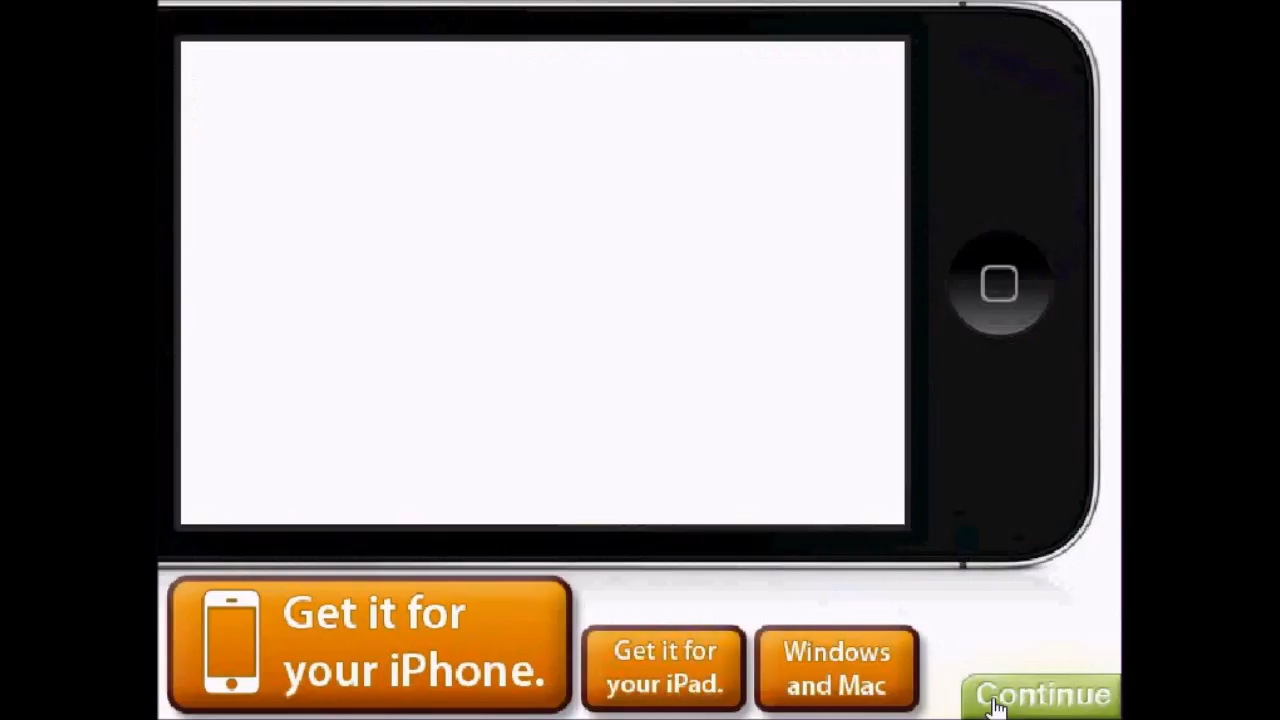 Get it for
your iPhone.
Get it for
your iPad.
Windows
and Mac
Continue